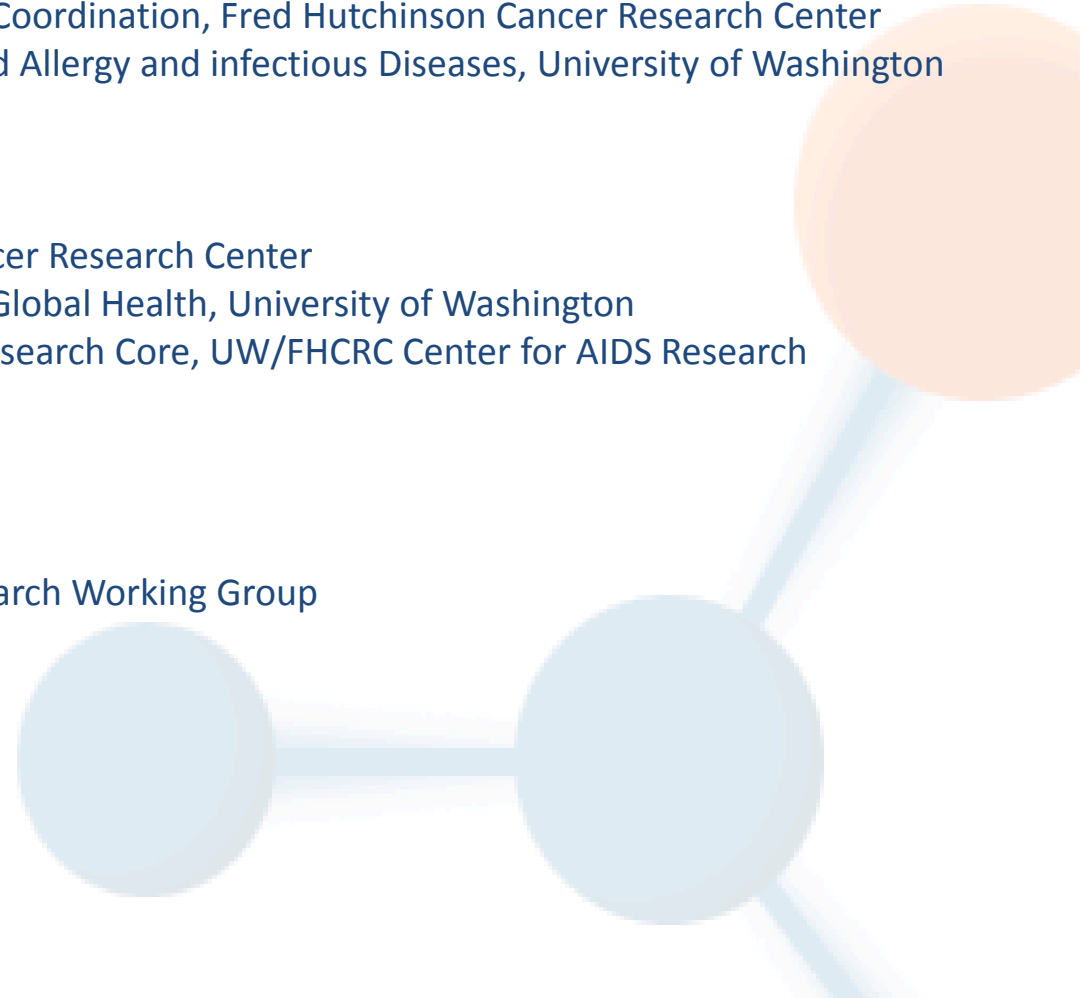 Coordination, Fred Hutchinson Cancer Research Center
d Allergy and infectious Diseases, University of Washington
cer Research Center
Global Health, University of Washington
search Core, UW/FHCRC Center for AIDS Research
arch Working Group